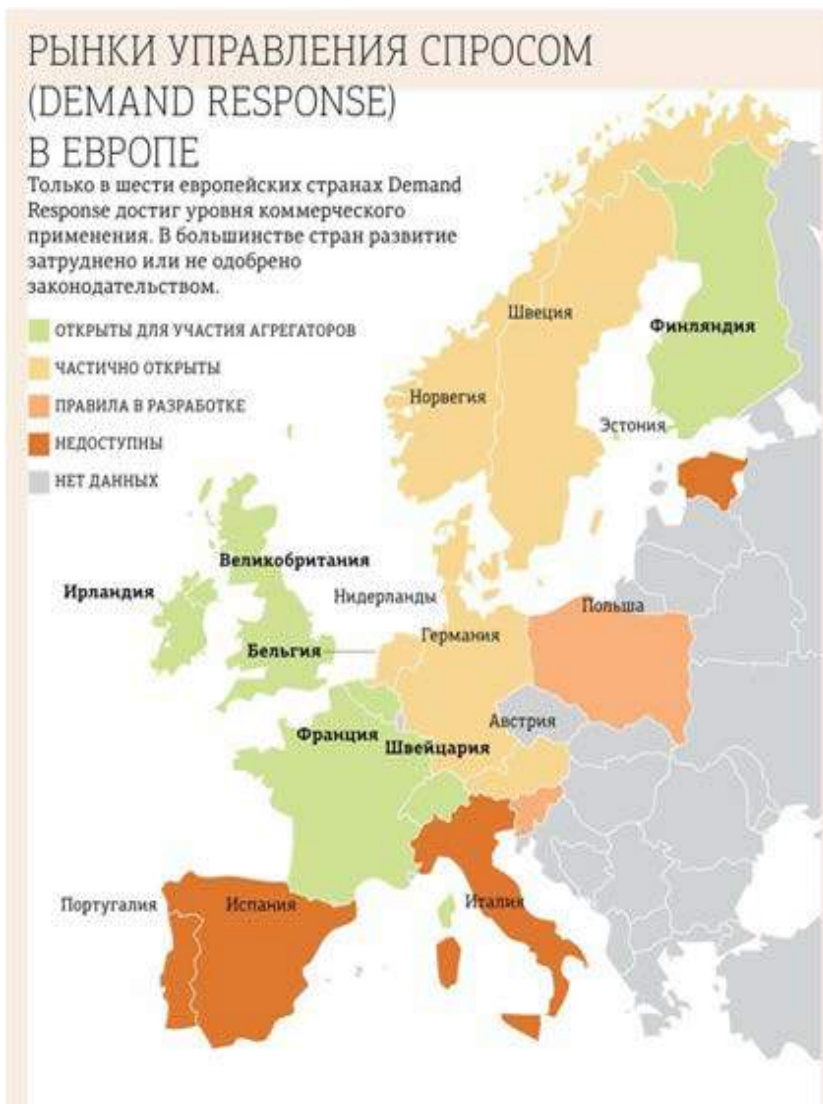 РЫНКИ УПРАВЛЕНИЯ СПРОСОМ
(DEMAND RESPONSE)
В ЕВРОПЕ
Только в шести европейских странах Demand
Response достиг уровня коммерческого
применения. В большинстве стран развитие
затруднено или не одобрено
законодательством.
ОТКРЫТЫ ДЛЯ УЧАСТИЯ АГРЕГАТОРОВ
ЧАСТИЧНО ОТКРЫТЫ
ПРАВИЛА В РАЗРАБОТКЕ
НЕДОСТУПНЫ
НЕТ ДАННЫХ
Швеция
Финляндия
Норвегия
Эстония
Великобритания
Ирландия
Нидерланды
Польша
Германия
Бельгия
Австрия
Франция
Швейцария
Португалия
Испания
Италия